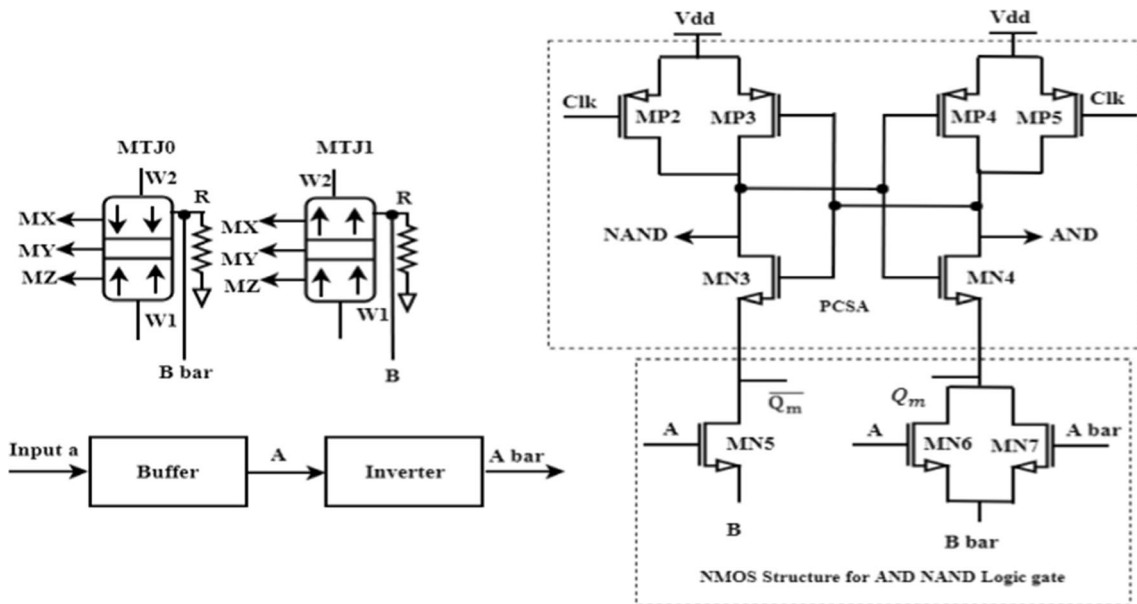 Vdd
Vdd
Clk
MP2
MP3
MP4
MP5
Clk
MTJ0
MTJ1
W2
R
W2
R
MX
MY
MZ
MX
MY
MZ
W1
W1
B bar
B
NAND
AND
MN3
MN4
PCSA
Q̅m̅
Qm
A
MN5
A
MN6
MN7
A bar
B
B bar
NMOS Structure for AND NAND Logic gate
Input a
Buffer
A
Inverter
A bar